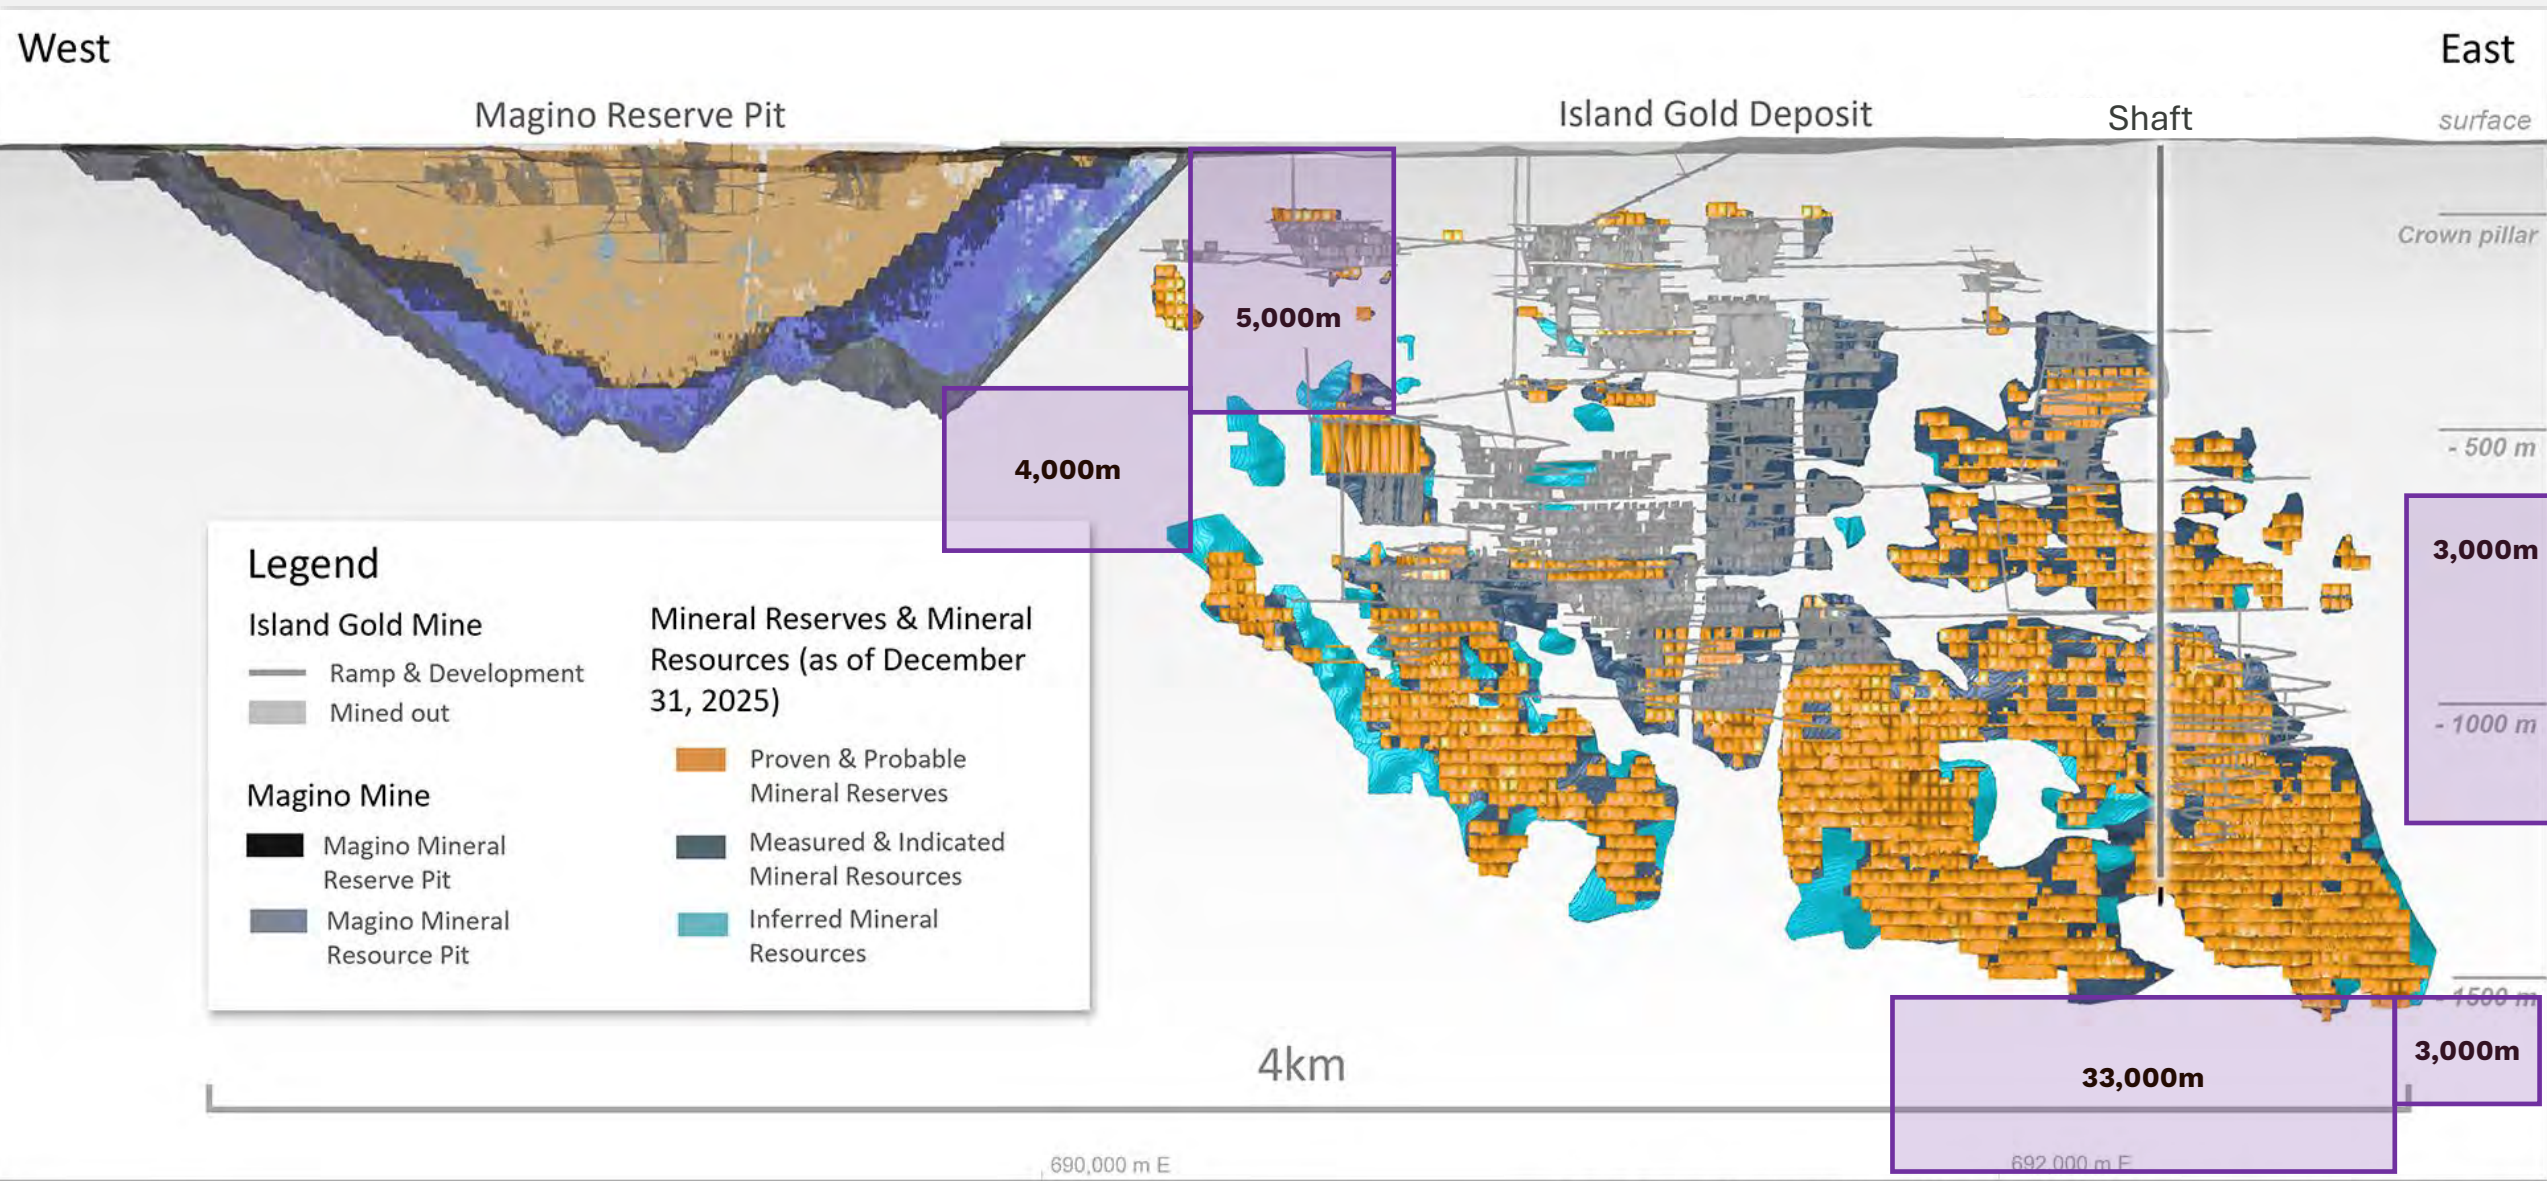 West
East
Magino Reserve Pit
Island Gold Deposit
Shaft
surface
Crown pillar
5,000m
- 500 m
4,000m
3,000m
- 1000 m
Legend
Island Gold Mine
Ramp & Development
Mined out
Magino Mine
Magino Mineral
Reserve Pit
Magino Mineral
Resource Pit
Mineral Reserves & Mineral
Resources (as of December
31, 2025)
Proven & Probable
Mineral Reserves
Measured & Indicated
Mineral Resources
Inferred Mineral
Resources
- 1500 m
4km
33,000m
3,000m
690,000 m E
692,000 m E